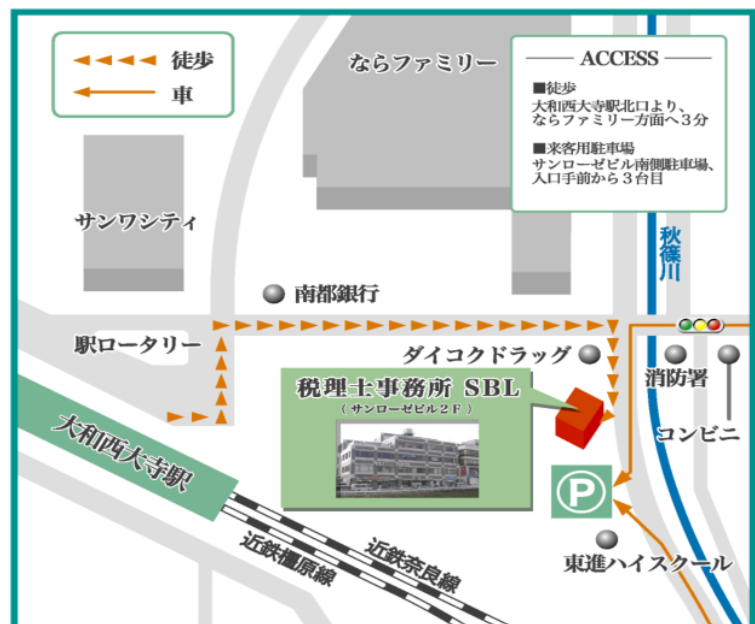 徒歩
車
ならファミリー
ACCESS
■徒歩
大和西大寺駅北口より、
ならファミリー方面へ3分
■来客用駐車場
サンローゼビル南側駐車場、
入口手前から3台目
サンワシティ
秋篠川
南都銀行
駅ロータリー
ダイコクドラッグ
消防署
コンビニ
税理士事務所 SBL
(サンローゼビル2F)
大和西大寺駅
P
近鉄奈良線
近鉄橿原線
東進ハイスクール